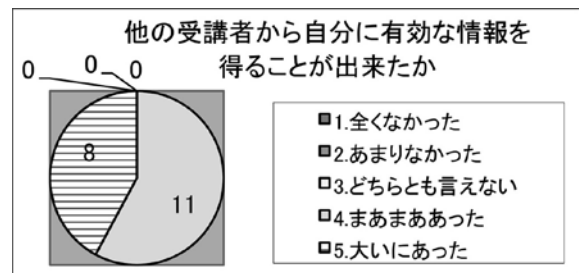 他の受講者から自分に有効な情報を
得ることが出来たか
0
0
0
8
11
1.全くなかった
2.あまりなかった
3.どちらとも言えない
4.まあまああった
5.大いにあった